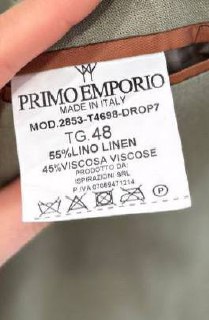 PRIMO EMPORIO
MADE IN ITALY
MOD.2853-T4698-DROP7
TG.48
55%LINO LINEN
45%VISCOSA VISCOSE
PRODOTTO DA:
ISPIRAZIONI SRL
P. IVA 07069471214
P